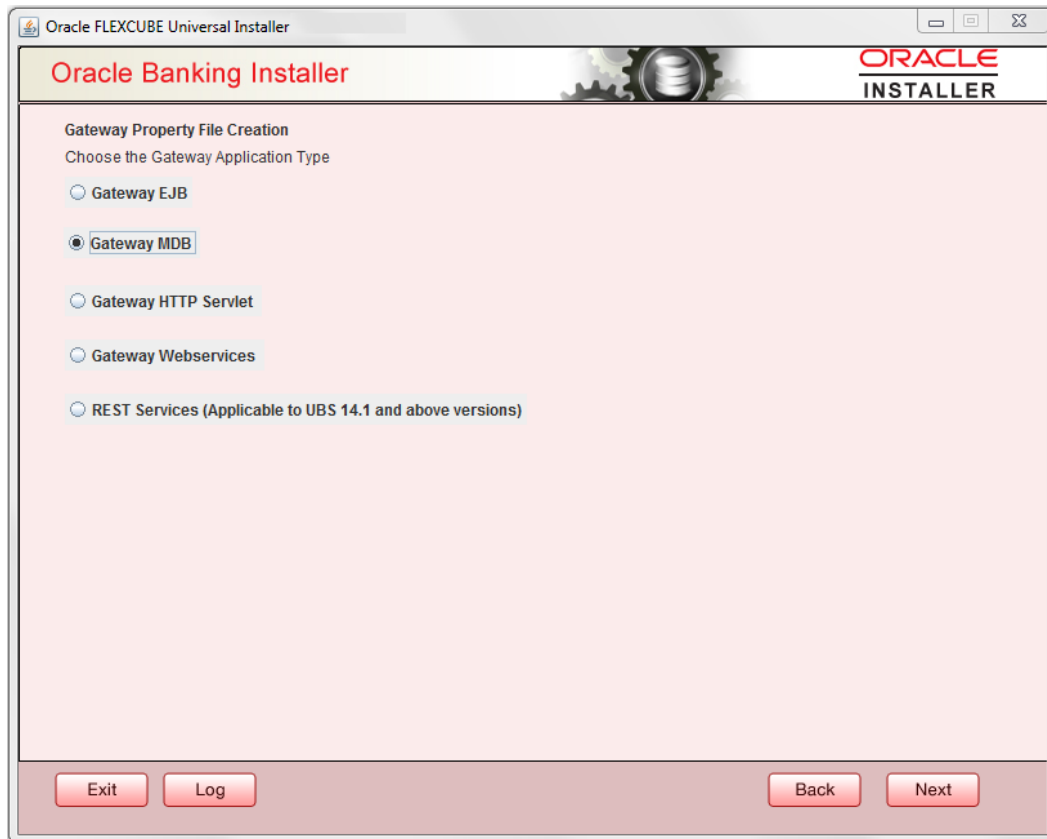 Oracle FLEXCUBE Universal Installer
Oracle Banking Installer
ORACLE
INSTALLER
Gateway Property File Creation
Choose the Gateway Application Type
Gateway EJB
Gateway MDB
Gateway HTTP Servlet
Gateway Webservices
REST Services (Applicable to UBS 14.1 and above versions)
Exit Log Back Next